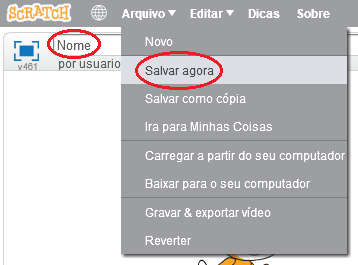 SCRATCH Arquivo Editar Dicas Sobre
Nome
v461
por usuario
Novo
Salvar agora
Salvar como cópia
Ira para Minhas Coisas
Carregar a partir do seu computador
Baixar para o seu computador
Gravar & exportar vídeo
Reverter